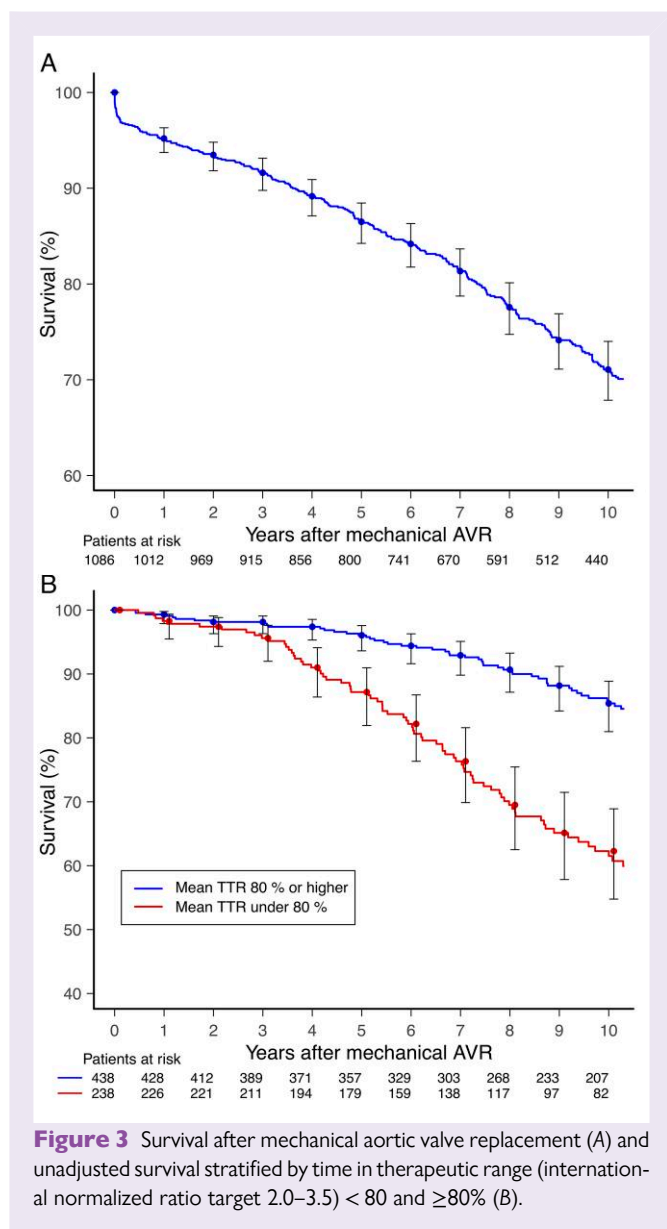 A
100
90
80
70
60
Survival (%)
0 1 2 3 4 5 6 7 8 9 10
Years after mechanical AVR
Patients at risk
1086 1012 969 915 856 800 741 670 591 512 440
B
100
90
80
70
60
50
40
Survival (%)
Mean TTR 80 % or higher
Mean TTR under 80 %
0 1 2 3 4 5 6 7 8 9 10
Years after mechanical AVR
Patients at risk
438 428 412 389 371 357 329 303 268 233 207
238 226 221 211 194 179 159 138 117 97 82
Figure 3 Survival after mechanical aortic valve replacement (A) and
unadjusted survival stratified by time in therapeutic range (internation-
al normalized ratio target 2.0–3.5) < 80 and ≥80% (B).